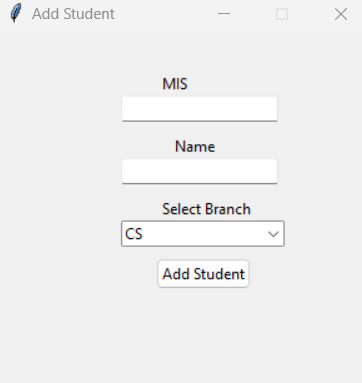 Add Student
MIS
Name
Select Branch
CS
Add Student